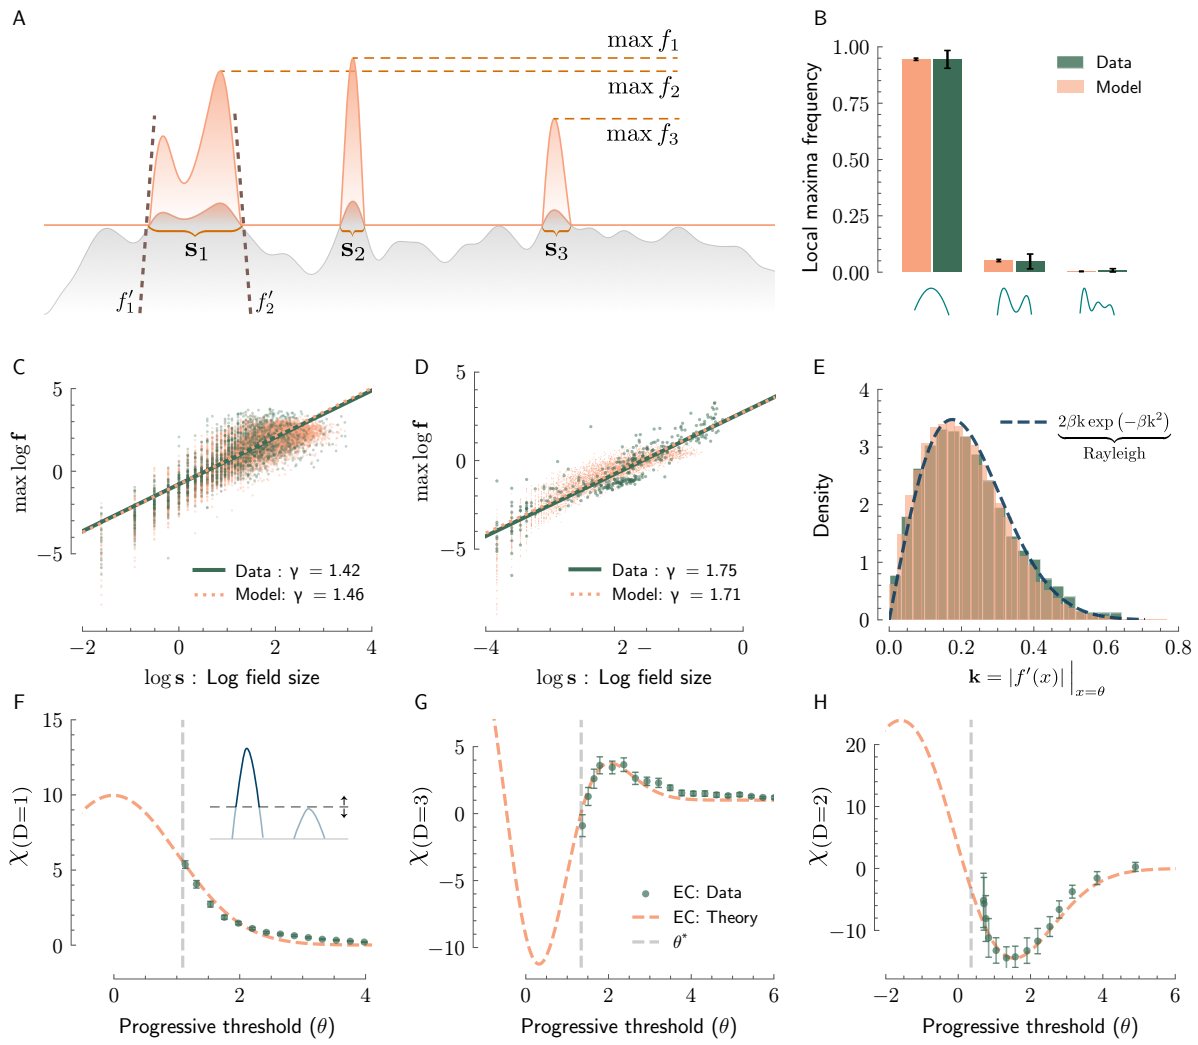 A
max f₁
max f₂
max f₃
s₁
s₂
s₃
f′₁
f′₂
B
Local maxima frequency
1.00
0.75
0.50
0.25
0.00
Data
Model
C
max log f
5
0
−5
Data : γ = 1.42
Model: γ = 1.46
−2
0
2
4
log s : Log field size
D
max log f
5
0
−5
Data : γ = 1.75
Model: γ = 1.71
−4
2 −
0
log s : Log field size
E
Density
4
3
2
1
0
2βk exp (−βk²)
Rayleigh
0.0
0.2
0.4
0.6
0.8
k = |f′(x)| |ₓ₌θ
F
χ(D=1)
15
10
5
0
0
2
4
Progressive threshold (θ)
G
χ(D=3)
5
0
−5
−10
EC: Data
EC: Theory
θ*
0
2
4
6
Progressive threshold (θ)
H
χ(D=2)
20
10
0
−10
−2
0
2
4
6
Progressive threshold (θ)